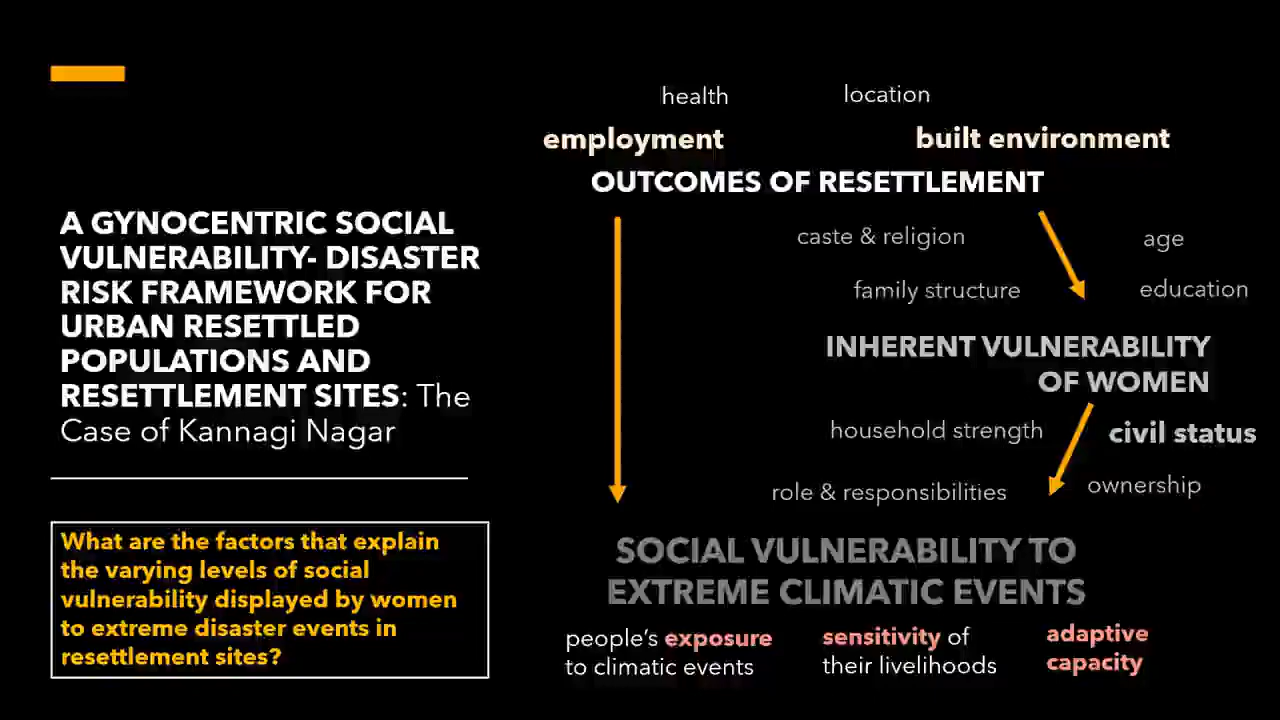 A GYNOCENTRIC SOCIAL
VULNERABILITY- DISASTER
RISK FRAMEWORK FOR
URBAN RESETTLED
POPULATIONS AND
RESETTLEMENT SITES: The
Case of Kannagi Nagar
What are the factors that explain
the varying levels of social
vulnerability displayed by women
to extreme disaster events in
resettlement sites?
health location
employment built environment
OUTCOMES OF RESETTLEMENT
caste & religion age
family structure education
INHERENT VULNERABILITY
OF WOMEN
household strength civil status
role & responsibilities ownership
SOCIAL VULNERABILITY TO
EXTREME CLIMATIC EVENTS
people's exposure
to climatic events
sensitivity of
their livelihoods
adaptive
capacity